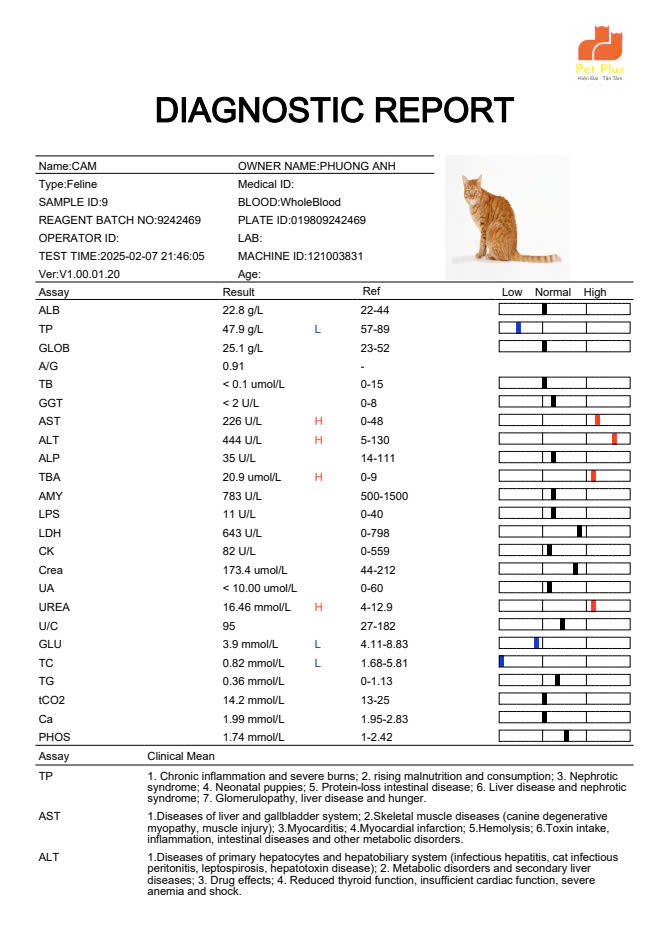 Pet Plus
Hiện Đại - Tận Tâm
DIAGNOSTIC REPORT
Name:CAM OWNER NAME:PHUONG ANH
Type:Feline Medical ID:
SAMPLE ID:9 BLOOD:WholeBlood
REAGENT BATCH NO:9242469 PLATE ID:019809242469
OPERATOR ID: LAB:
TEST TIME:2025-02-07 21:46:05 MACHINE ID:121003831
Ver:V1.00.01.20 Age:
Assay Result Ref Low Normal High
ALB 22.8 g/L 22-44
TP 47.9 g/L L 57-89
GLOB 25.1 g/L 23-52
A/G 0.91 -
TB < 0.1 umol/L 0-15
GGT < 2 U/L 0-8
AST 226 U/L H 0-48
ALT 444 U/L H 5-130
ALP 35 U/L 14-111
TBA 20.9 umol/L H 0-9
AMY 783 U/L 500-1500
LPS 11 U/L 0-40
LDH 643 U/L 0-798
CK 82 U/L 0-559
Crea 173.4 umol/L 44-212
UA < 10.00 umol/L 0-60
UREA 16.46 mmol/L H 4-12.9
U/C 95 27-182
GLU 3.9 mmol/L L 4.11-8.83
TC 0.82 mmol/L L 1.68-5.81
TG 0.36 mmol/L 0-1.13
tCO2 14.2 mmol/L 13-25
Ca 1.99 mmol/L 1.95-2.83
PHOS 1.74 mmol/L 1-2.42
Assay Clinical Mean
TP 1. Chronic inflammation and severe burns; 2. rising malnutrition and consumption; 3. Nephrotic
syndrome; 4. Neonatal puppies; 5. Protein-loss intestinal disease; 6. Liver disease and nephrotic
syndrome; 7. Glomerulopathy, liver disease and hunger.
AST 1.Diseases of liver and gallbladder system; 2.Skeletal muscle diseases (canine degenerative
myopathy, muscle injury); 3.Myocarditis; 4.Myocardial infarction; 5.Hemolysis; 6.Toxin intake,
inflammation, intestinal diseases and other metabolic disorders.
ALT 1.Diseases of primary hepatocytes and hepatobiliary system (infectious hepatitis, cat infectious
peritonitis, leptospirosis, hepatotoxin disease); 2. Metabolic disorders and secondary liver
diseases; 3. Drug effects; 4. Reduced thyroid function, insufficient cardiac function, severe
anemia and shock.